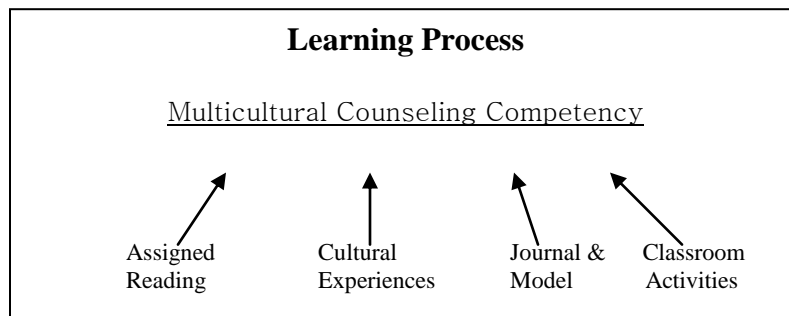 Learning Process
Multicultural Counseling Competency
Assigned Reading
Cultural Experiences
Journal & Model
Classroom Activities